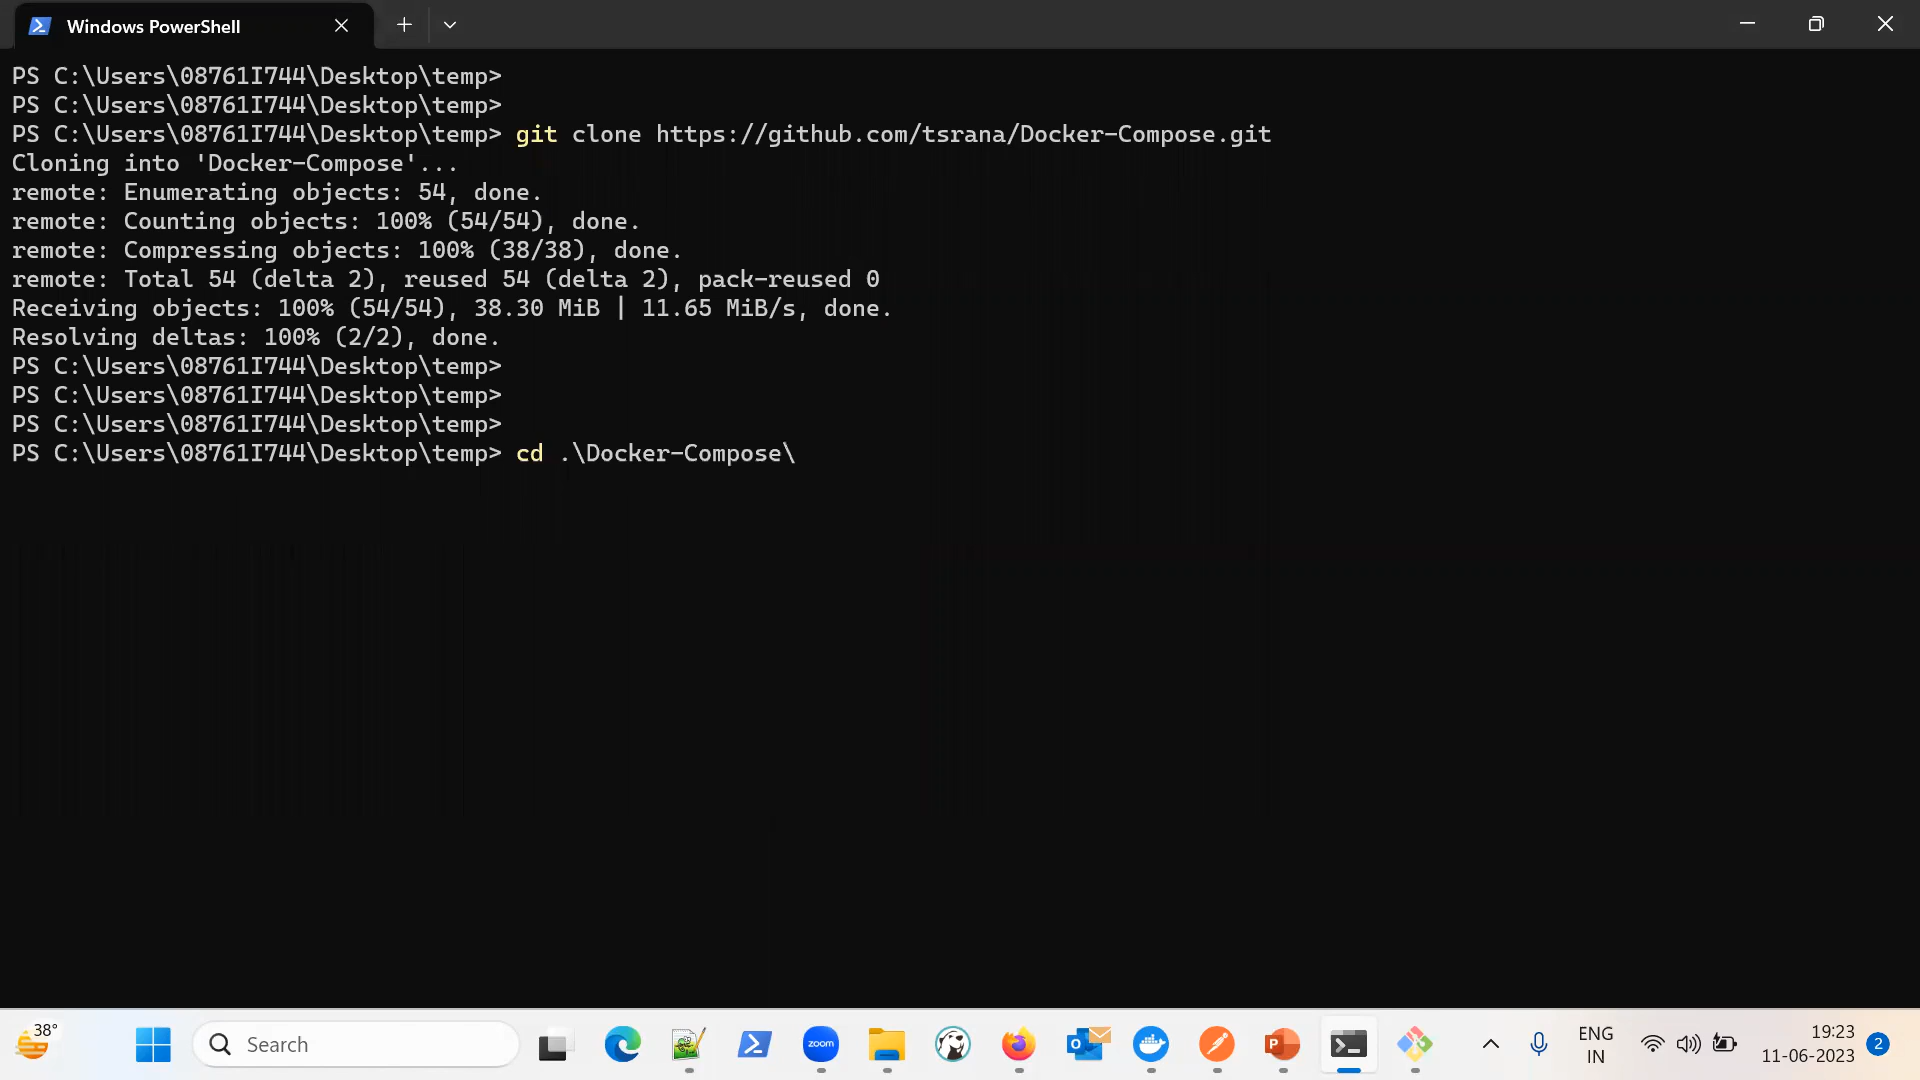 Windows PowerShell
PS C:\Users\08761I744\Desktop\temp>
PS C:\Users\08761I744\Desktop\temp>
PS C:\Users\08761I744\Desktop\temp> git clone https://github.com/tsrana/Docker-Compose.git
Cloning into 'Docker-Compose'...
remote: Enumerating objects: 54, done.
remote: Counting objects: 100% (54/54), done.
remote: Compressing objects: 100% (38/38), done.
remote: Total 54 (delta 2), reused 54 (delta 2), pack-reused 0
Receiving objects: 100% (54/54), 38.30 MiB | 11.65 MiB/s, done.
Resolving deltas: 100% (2/2), done.
PS C:\Users\08761I744\Desktop\temp>
PS C:\Users\08761I744\Desktop\temp>
PS C:\Users\08761I744\Desktop\temp>
PS C:\Users\08761I744\Desktop\temp> cd .\Docker-Compose\
38°
Search
zoom
ENG
IN
19:23
11-06-2023
2